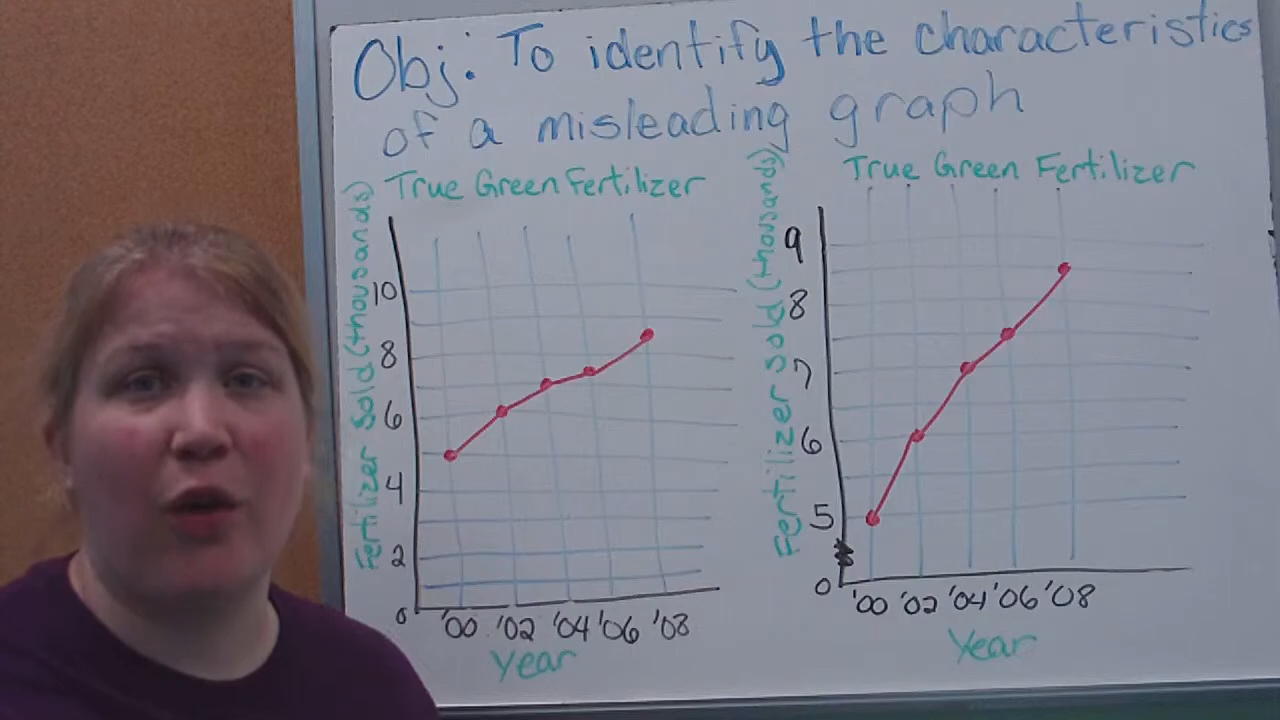 Obj: To identify the characteristics
of a misleading graph
True Green Fertilizer
Fertilizer Sold (thousands)
10
8
6
4
2
0
'00 '02 '04 '06 '08
Year
True Green Fertilizer
Fertilizer Sold (thousands)
9
8
7
6
5
0
'00 '02 '04 '06 '08
Year